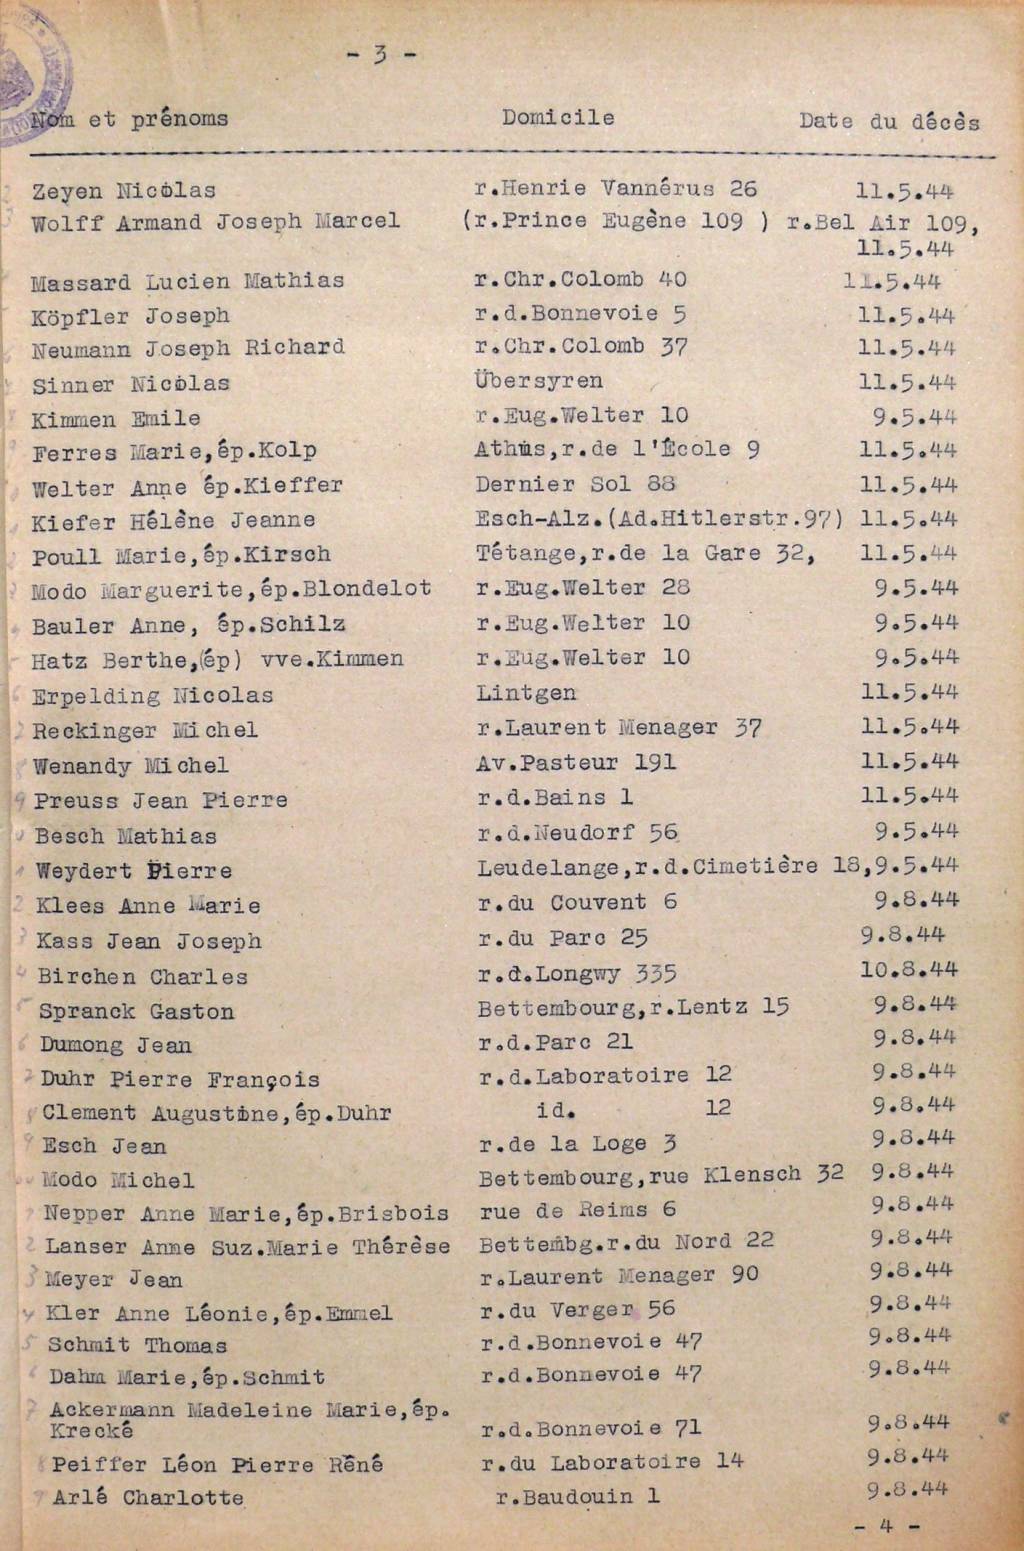 - 3 -
Nom et prénoms Domicile Date du décès
Zeyen Nicolas r.Henrie Vannérus 26 11.5.44
Wolff Armand Joseph Marcel (r.Prince Eugène 109 ) r.Bel Air 109,
11.5.44
Massard Lucien Mathias r.Chr.Colomb 40 11.5.44
Köpfler Joseph r.d.Bonnevoie 5 11.5.44
Neumann Joseph Richard r.Chr.Colomb 37 11.5.44
Sinner Nicolas Übersyren 11.5.44
Kimmen Emile r.Eug.Welter 10 9.5.44
Ferres Marie,ép.Kolp Athus,r.de l'École 9 11.5.44
Welter Anne ép.Kieffer Dernier Sol 88 11.5.44
Kiefer Hélène Jeanne Esch-Alz.(Ad.Hitlerstr.97) 11.5.44
Poull Marie,ép.Kirsch Tétange,r.de la Gare 32, 11.5.44
Modo Marguerite,ép.Blondelot r.Eug.Welter 28 9.5.44
Bauler Anne, ép.Schilz r.Eug.Welter 10 9.5.44
Hatz Berthe,(ép) vve.Kimmen r.Eug.Welter 10 9.5.44
Erpelding Nicolas Lintgen 11.5.44
Reckinger Michel r.Laurent Menager 37 11.5.44
Wenandy Michel Av.Pasteur 191 11.5.44
Preuss Jean Pierre r.d.Bains 1 11.5.44
Besch Mathias r.d.Neudorf 56 9.5.44
Weydert Pierre Leudelange,r.d.Cimetière 18,9.5.44
Klees Anne Marie r.du Couvent 6 9.8.44
Kass Jean Joseph r.du Parc 25 9.8.44
Birchen Charles r.d.Longwy 335 10.8.44
Spranck Gaston Bettembourg,r.Lentz 15 9.8.44
Dumong Jean r.d.Parc 21 9.8.44
Duhr Pierre François r.d.Laboratoire 12 9.8.44
Clement Augustine,ép.Duhr id. 12 9.8.44
Esch Jean r.de la Loge 3 9.8.44
Modo Michel Bettembourg,rue Klensch 32 9.8.44
Nepper Anne Marie,ép.Brisbois rue de Reims 6 9.8.44
Lanser Anne Suz.Marie Thérèse Bettembg.r.du Nord 22 9.8.44
Meyer Jean r.Laurent Menager 90 9.8.44
Kler Anne Léonie,ép.Emmel r.du Verger 56 9.8.44
Schmit Thomas r.d.Bonnevoie 47 9.8.44
Dahm Marie,ép.Schmit r.d.Bonnevoie 47 9.8.44
Ackermann Madeleine Marie,ép.
Krecké r.d.Bonnevoie 71 9.8.44
Peiffer Léon Pierre Réné r.du Laboratoire 14 9.8.44
Arlé Charlotte r.Baudouin 1 9.8.44
- 4 -